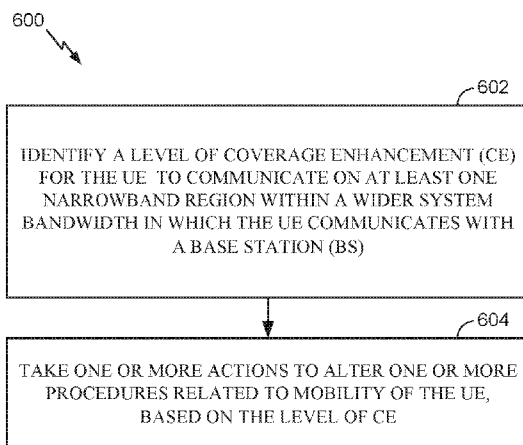 600
602
IDENTIFY A LEVEL OF COVERAGE ENHANCEMENT (CE)
FOR THE UE TO COMMUNICATE ON AT LEAST ONE
NARROWBAND REGION WITHIN A WIDER SYSTEM
BANDWIDTH IN WHICH THE UE COMMUNICATES WITH
A BASE STATION (BS)
604
TAKE ONE OR MORE ACTIONS TO ALTER ONE OR MORE
PROCEDURES RELATED TO MOBILITY OF THE UE,
BASED ON THE LEVEL OF CE